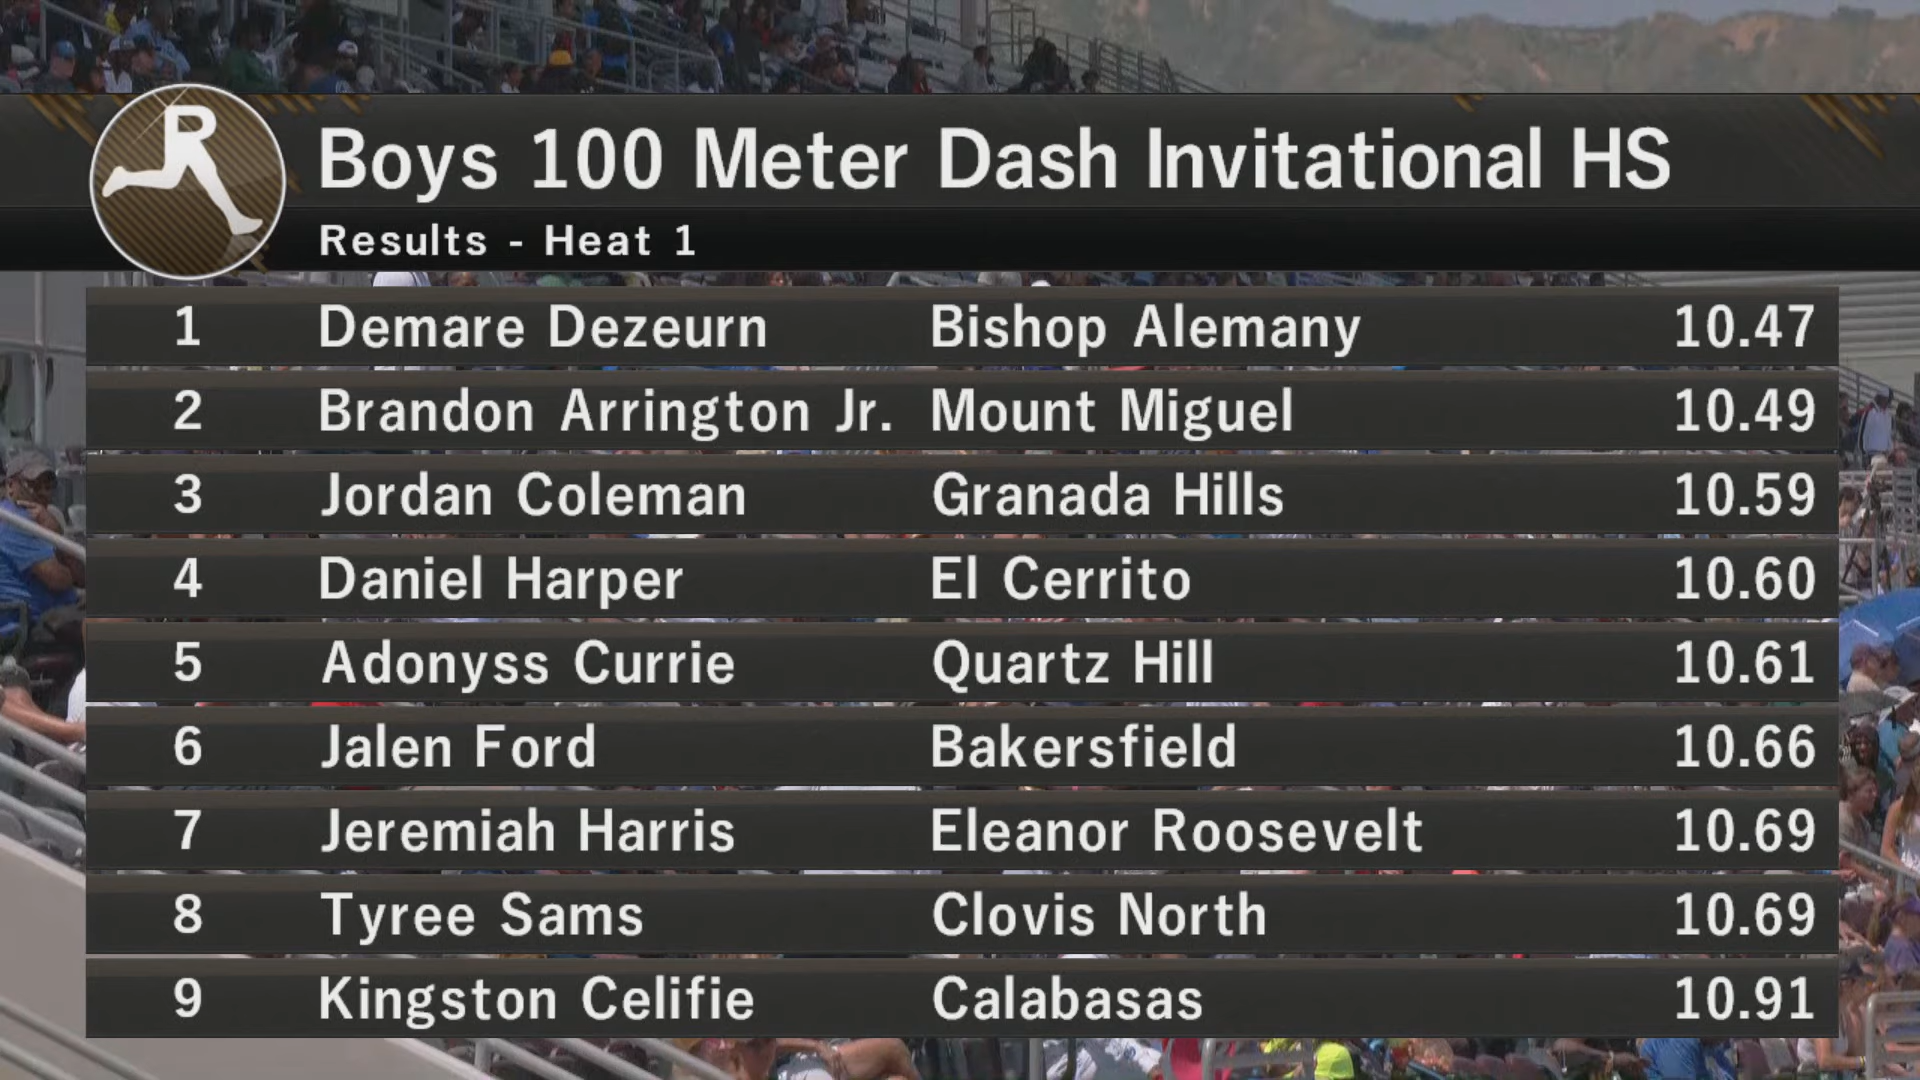 R
Boys 100 Meter Dash Invitational HS
Results - Heat 1
1 Demare Dezeurn Bishop Alemany 10.47
2 Brandon Arrington Jr. Mount Miguel 10.49
3 Jordan Coleman Granada Hills 10.59
4 Daniel Harper El Cerrito 10.60
5 Adonyss Currie Quartz Hill 10.61
6 Jalen Ford Bakersfield 10.66
7 Jeremiah Harris Eleanor Roosevelt 10.69
8 Tyree Sams Clovis North 10.69
9 Kingston Celifie Calabasas 10.91